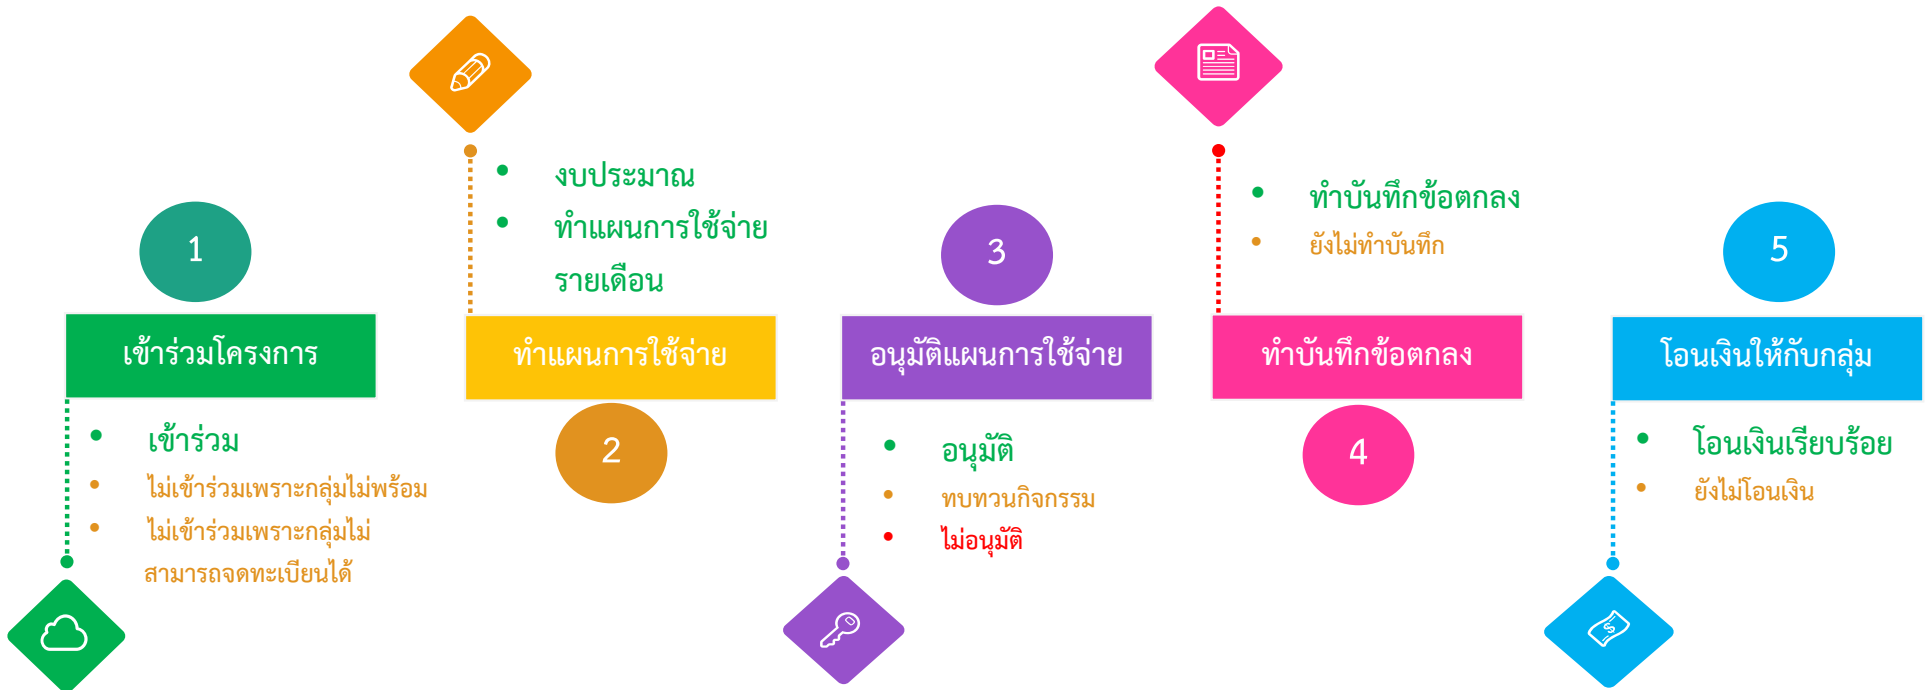 1
เข้าร่วมโครงการ
เข้าร่วม
ไม่เข้าร่วมเพราะกลุ่มไม่พร้อม
ไม่เข้าร่วมเพราะกลุ่มไม่
สามารถจดทะเบียนได้
งบประมาณ
ทำแผนการใช้จ่าย
รายเดือน
ทำแผนการใช้จ่าย
2
3
อนุมัติแผนการใช้จ่าย
อนุมัติ
ทบทวนกิจกรรม
ไม่อนุมัติ
ทำบันทึกข้อตกลง
ยังไม่ทำบันทึก
ทำบันทึกข้อตกลง
4
5
โอนเงินให้กับกลุ่ม
โอนเงินเรียบร้อย
ยังไม่โอนเงิน